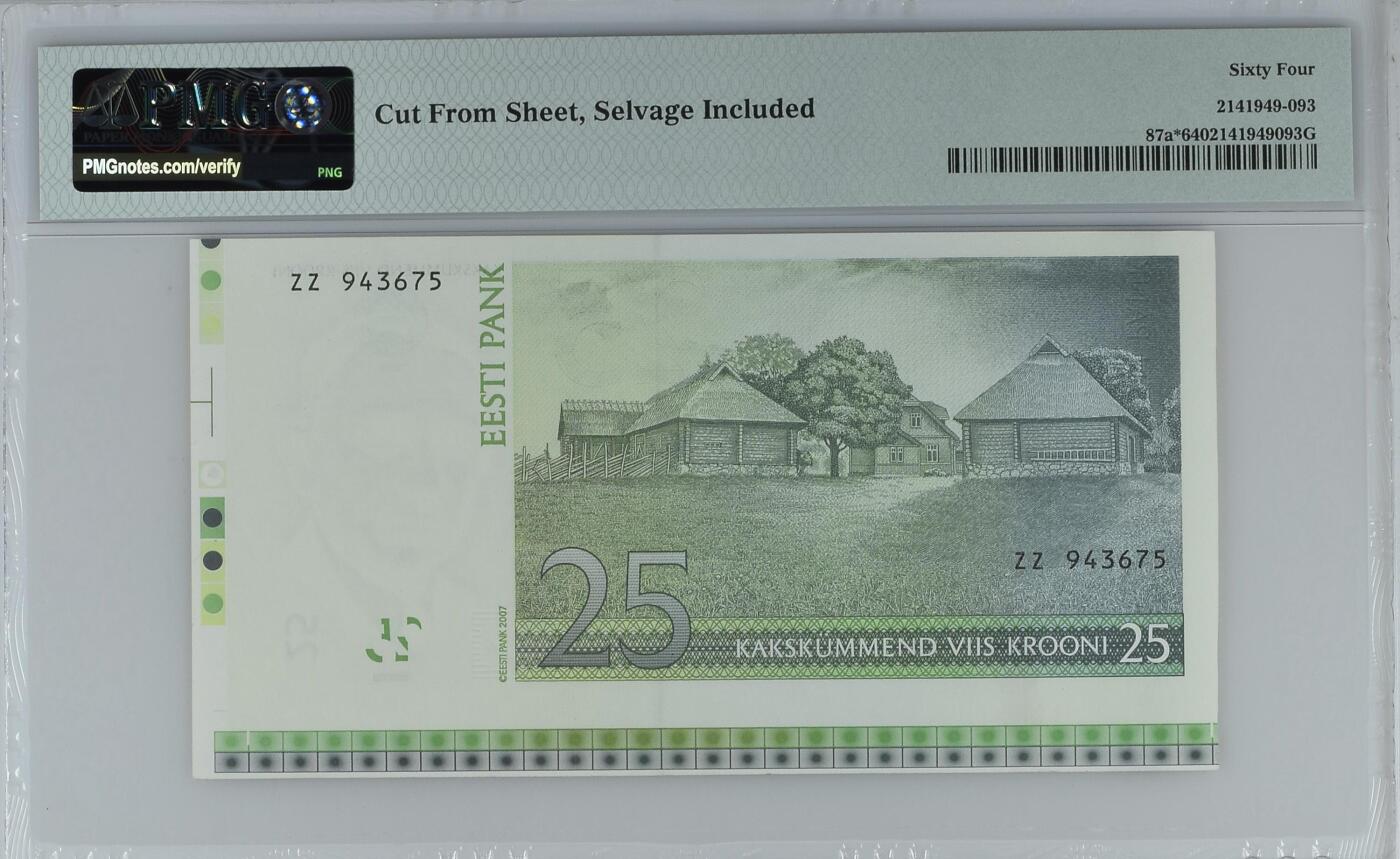 PMG
PMGnotes.com/verify
PNG
Cut From Sheet, Selvage Included
Sixty Four
2141949-093
87a*6402141949093G
ZZ 943675
EESTI PANK
ZZ 943675
©EESTI PANK 2007
25
KAKSKÜMMEND VIIS KROONI 25